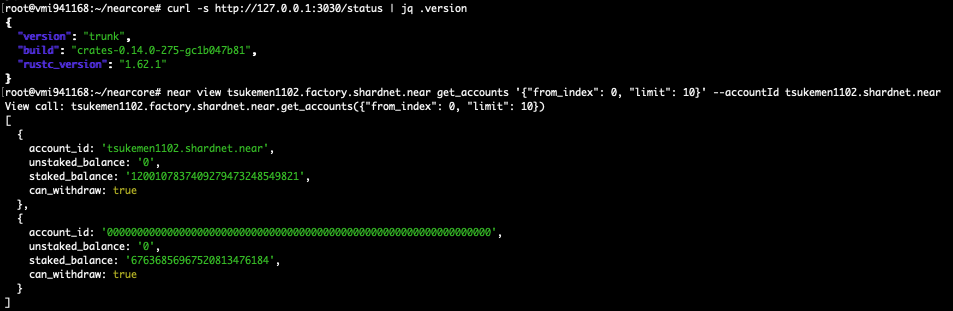 [root@vmi941168:~/nearcore# curl -s http://127.0.0.1:3030/status | jq .version
{
  "version": "trunk",
  "build": "crates-0.14.0-275-gc1b047b81",
  "rustc_version": "1.62.1"
}
[root@vmi941168:~/nearcore# near view tsukemen1102.factory.shardnet.near get_accounts '{"from_index": 0, "limit": 10}' --accountId tsukemen1102.shardnet.near
View call: tsukemen1102.factory.shardnet.near.get_accounts({"from_index": 0, "limit": 10})
[
  {
    account_id: 'tsukemen1102.shardnet.near',
    unstaked_balance: '0',
    staked_balance: '1200107837409279473248549821',
    can_withdraw: true
  },
  {
    account_id: '0000000000000000000000000000000000000000000000000000000000000000',
    unstaked_balance: '0',
    staked_balance: '67636856967520813476184',
    can_withdraw: true
  }
]